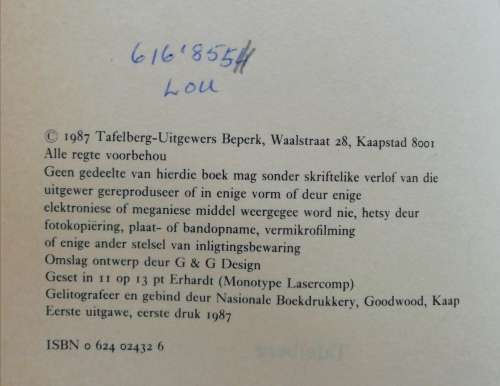 616'855
LOU
© 1987 Tafelberg-Uitgewers Beperk, Waalstraat 28, Kaapstad 8001
Alle regte voorbehou
Geen gedeelte van hierdie boek mag sonder skriftelike verlof van die
uitgewer gereproduseer of in enige vorm of deur enige
elektroniese of meganiese middel weergegee word nie, hetsy deur
fotokopiëring, plaat- of bandopname, vermikrofilming
of enige ander stelsel van inligtingsbewaring
Omslag ontwerp deur G & G Design
Geset in 11 op 13 pt Erhardt (Monotype Lasercomp)
Gelitografeer en gebind deur Nasionale Boekdrukkery, Goodwood, Kaap
Eerste uitgawe, eerste druk 1987
ISBN 0 624 02432 6